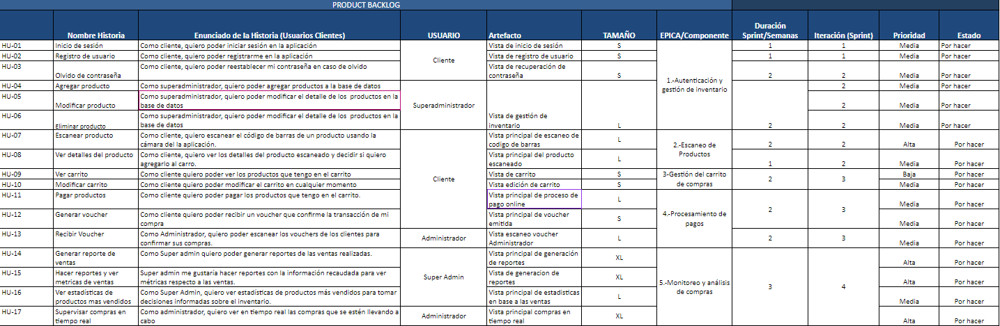 PRODUCT BACKLOG
Nombre Historia Enunciado de la Historia (Usuarios Clientes) USUARIO Artefacto TAMAÑO EPICA/Componente Duración Sprint/Semanas Iteración (Sprint) Prioridad Estado
HU-01 Inicio de sesión Como cliente, quiero poder iniciar sesión en la aplicación Cliente Vista de inicio de sesión S 1.-Autenticación y gestión de inventario 1 1 Media Por hacer
HU-02 Registro de usuario Como cliente, quiero poder registrarme en la aplicación Vista de registro de usuario S 1 1 Media Por hacer
HU-03 Olvido de contraseña Como cliente, quiero poder reestablecer mi contraseña en caso de olvido Vista de recuperación de contraseña S 2 2 Media Por hacer
HU-04 Agregar producto Como superadministrador, quiero poder agregar productos a la base de datos Superadministrador Vista de gestión de inventario L 2 2 Media Por hacer
HU-05 Modificar producto Como superadministrador, quiero poder modificar el detalle de los productos en la base de datos 2 Media Por hacer
HU-06 Eliminar producto Como superadministrador, quiero poder modificar el detalle de los productos en la base de datos 2 Media Por hacer
HU-07 Escanear producto Como cliente, quiero escanear el código de barras de un producto usando la cámara del la aplicación. Cliente Vista principal de escaneo de codigo de barras L 2.-Escaneo de Productos 2 2 Alta Por hacer
HU-08 Ver detalles del producto Como cliente, quiero ver los detalles del producto escaneado y decidir si quiero agregarlo al carro. Vista principal del producto escaneado L 1 2 Media Por hacer
HU-09 Ver carrito Como cliente quiero poder ver los productos que tengo en el carrito Vista de carrito S 3-Gestión del carrito de compras 2 3 Baja Por hacer
HU-10 Modificar carrito Como cliente quiero poder modificar el carrito en cualquier momento Vista edición de carrito S Media Por hacer
HU-11 Pagar productos Como cliente quiero poder pagar los productos que tengo en el carrito. Vista principal de proceso de pago online L 4.-Procesamiento de pagos 2 3 Media Por hacer
HU-12 Generar voucher Como cliente quiero poder recibir un voucher que confirme la transacción de mi compra Vista principal de voucher emitida S Media Por hacer
HU-13 Recibir Voucher Como Administrador, quiero poder escanear los vouchers de los clientes para confirmar sus compras. Administrador Vista escaneo voucher Administrador L 2 3 Media Por hacer
HU-14 Generar reporte de ventas Como Super admin quiero poder generar reportes de las ventas realizadas. Super Admin Vista principal de generación de reportes XL 5.-Monitoreo y análisis de compras 3 4 Alta Por hacer
HU-15 Hacer reportes y ver metricas de ventas Super admin me gustaría hacer reportes con la información recaudada para ver métricas respecto a las ventas. Vista de generacion de reportes XL Alta Por hacer
HU-16 Ver estadísticas de productos mas vendidos Como Super Admin, quiero ver estadísticas de productos más vendidos para tomar decisiones informadas sobre el inventario. Vista principal de estadisticas en base a las ventas L Media Por hacer
HU-17 Supervisar compras en tiempo real Como administrador, quiero ver en tiempo real las compras que se estén llevando a cabo Administrador Vista principal compras en tiempo real XL Alta Por hacer